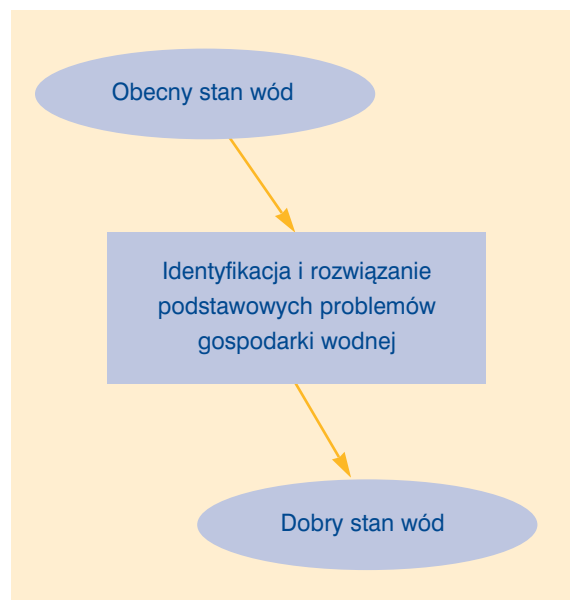 Obecny stan wód
Identyfikacja i rozwiązanie
podstawowych problemów
gospodarki wodnej
Dobry stan wód